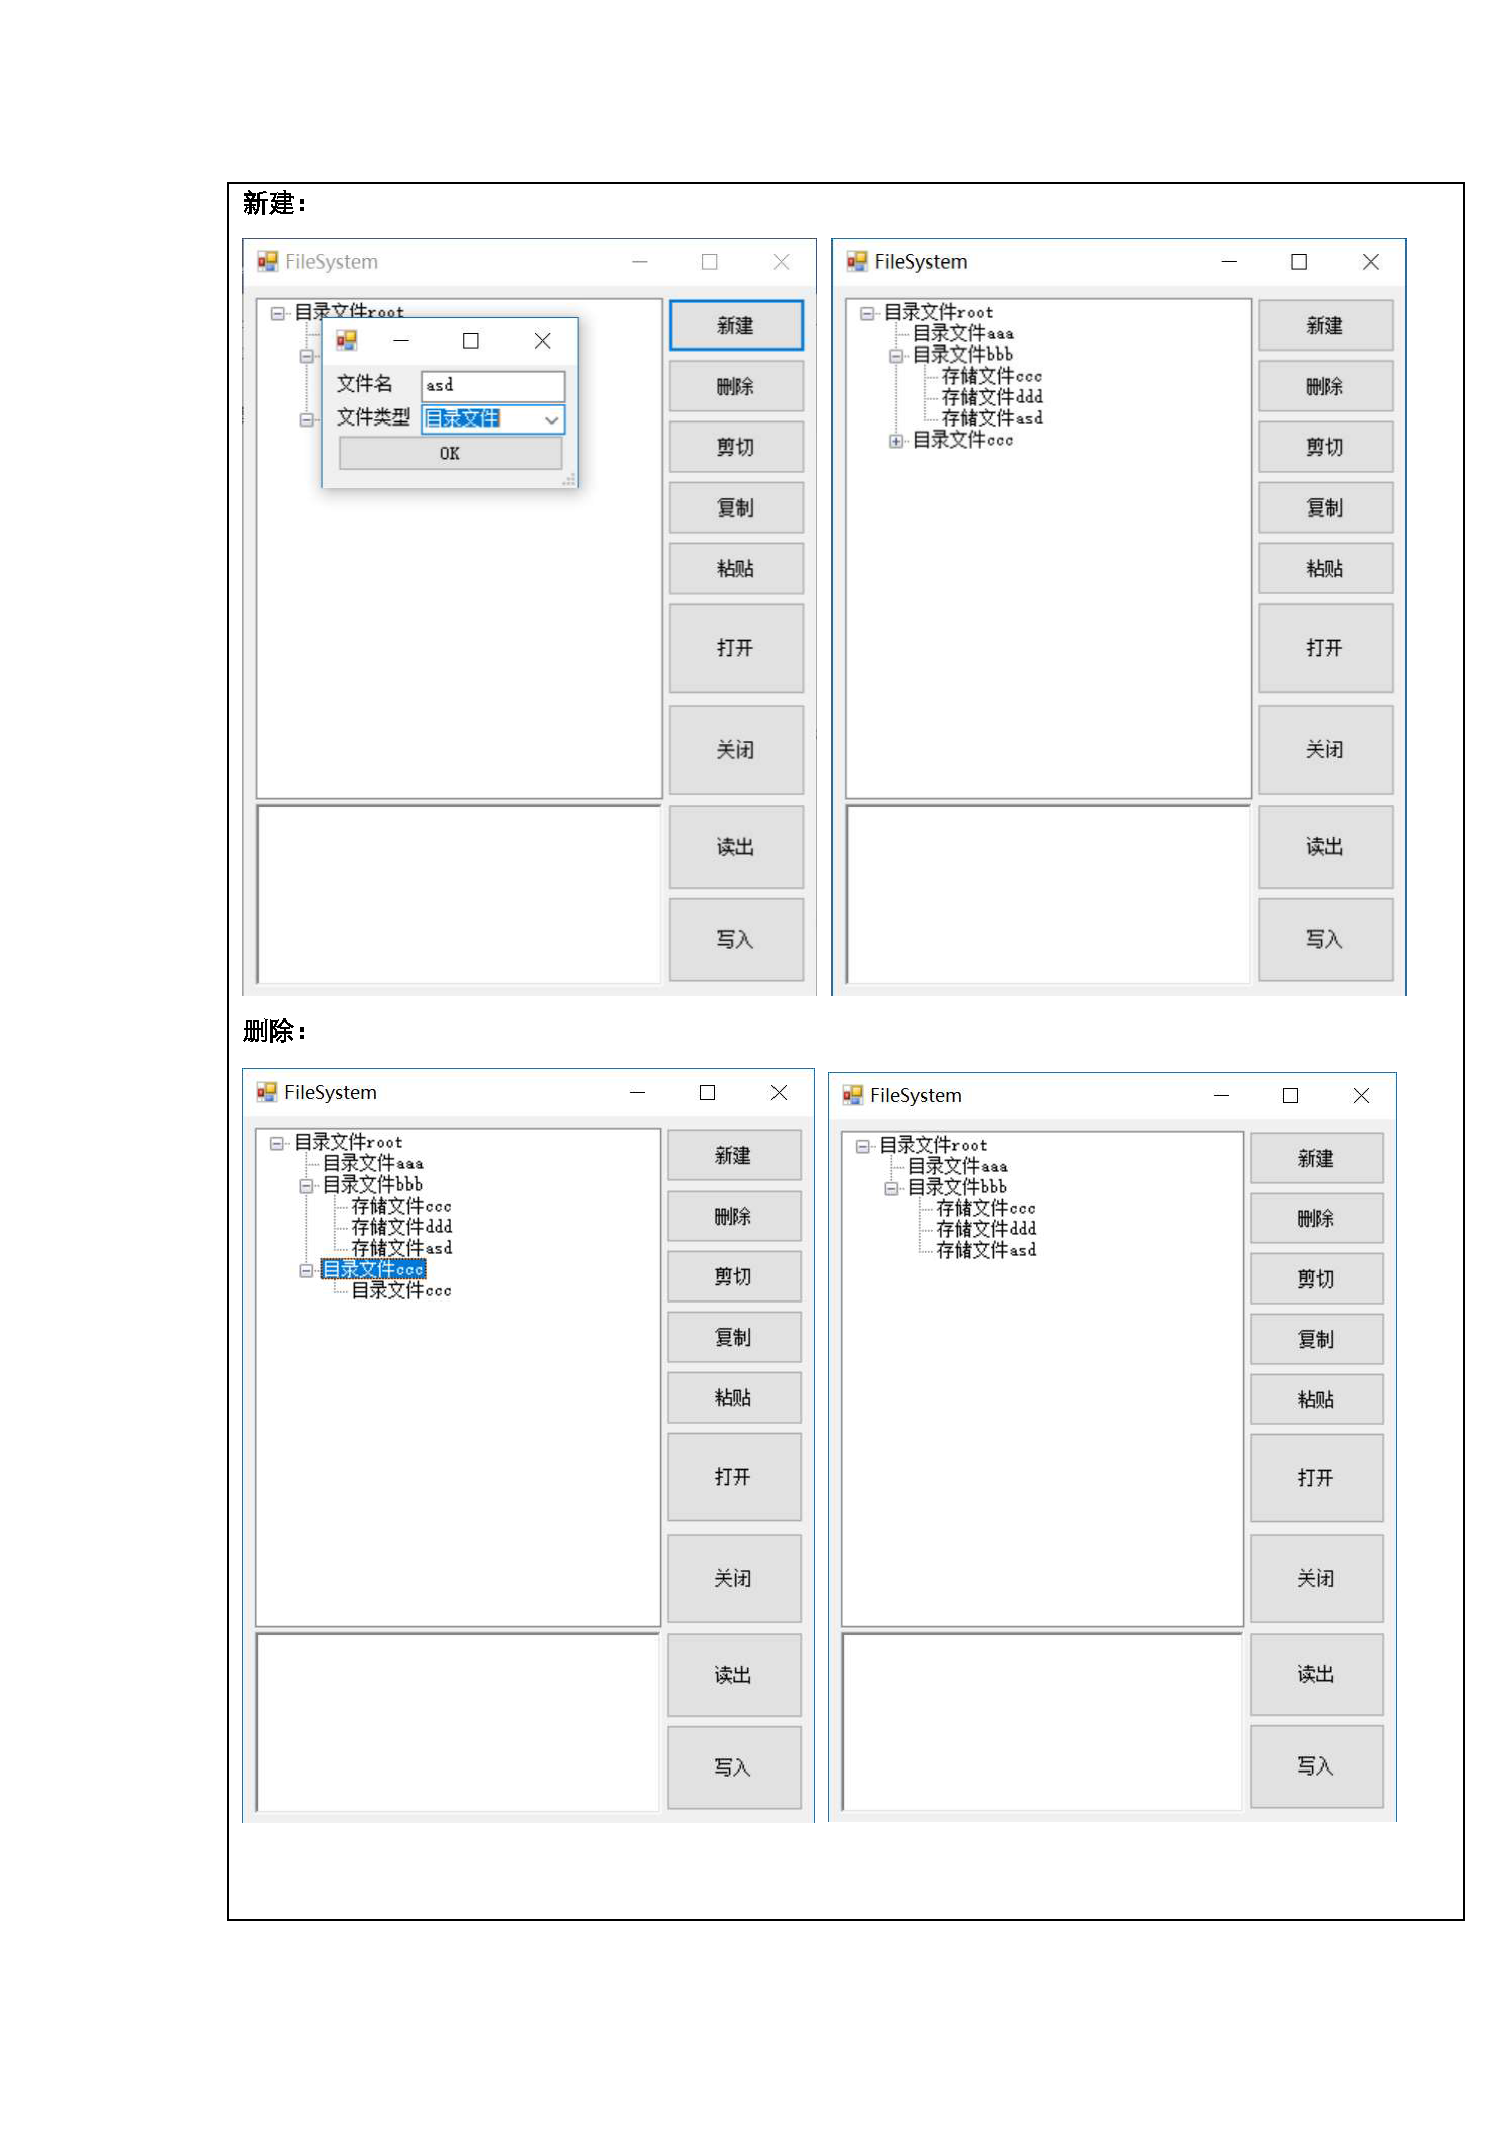 新建：
FileSystem
目录文件root
文件名 asd
文件类型 目录文件
OK
新建
删除
剪切
复制
粘贴
打开
关闭
读出
写入
FileSystem
目录文件root
目录文件aaa
目录文件bbb
存储文件ccc
存储文件ddd
存储文件asd
目录文件ccc
新建
删除
剪切
复制
粘贴
打开
关闭
读出
写入
删除：
FileSystem
目录文件root
目录文件aaa
目录文件bbb
存储文件ccc
存储文件ddd
存储文件asd
目录文件ccc
目录文件ccc
新建
删除
剪切
复制
粘贴
打开
关闭
读出
写入
FileSystem
目录文件root
目录文件aaa
目录文件bbb
存储文件ccc
存储文件ddd
存储文件asd
新建
删除
剪切
复制
粘贴
打开
关闭
读出
写入